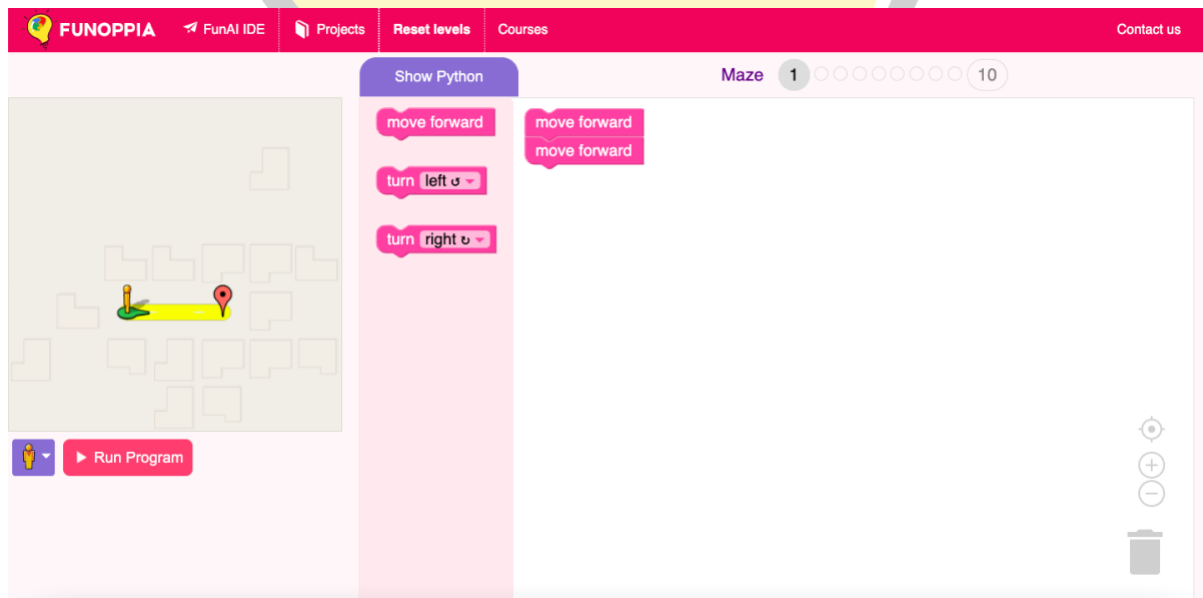 FUNOPPIA FunAI IDE Projects Reset levels Courses Contact us
Show Python Maze 1 10
move forward
turn left ↺
turn right ↻
move forward
move forward
Run Program